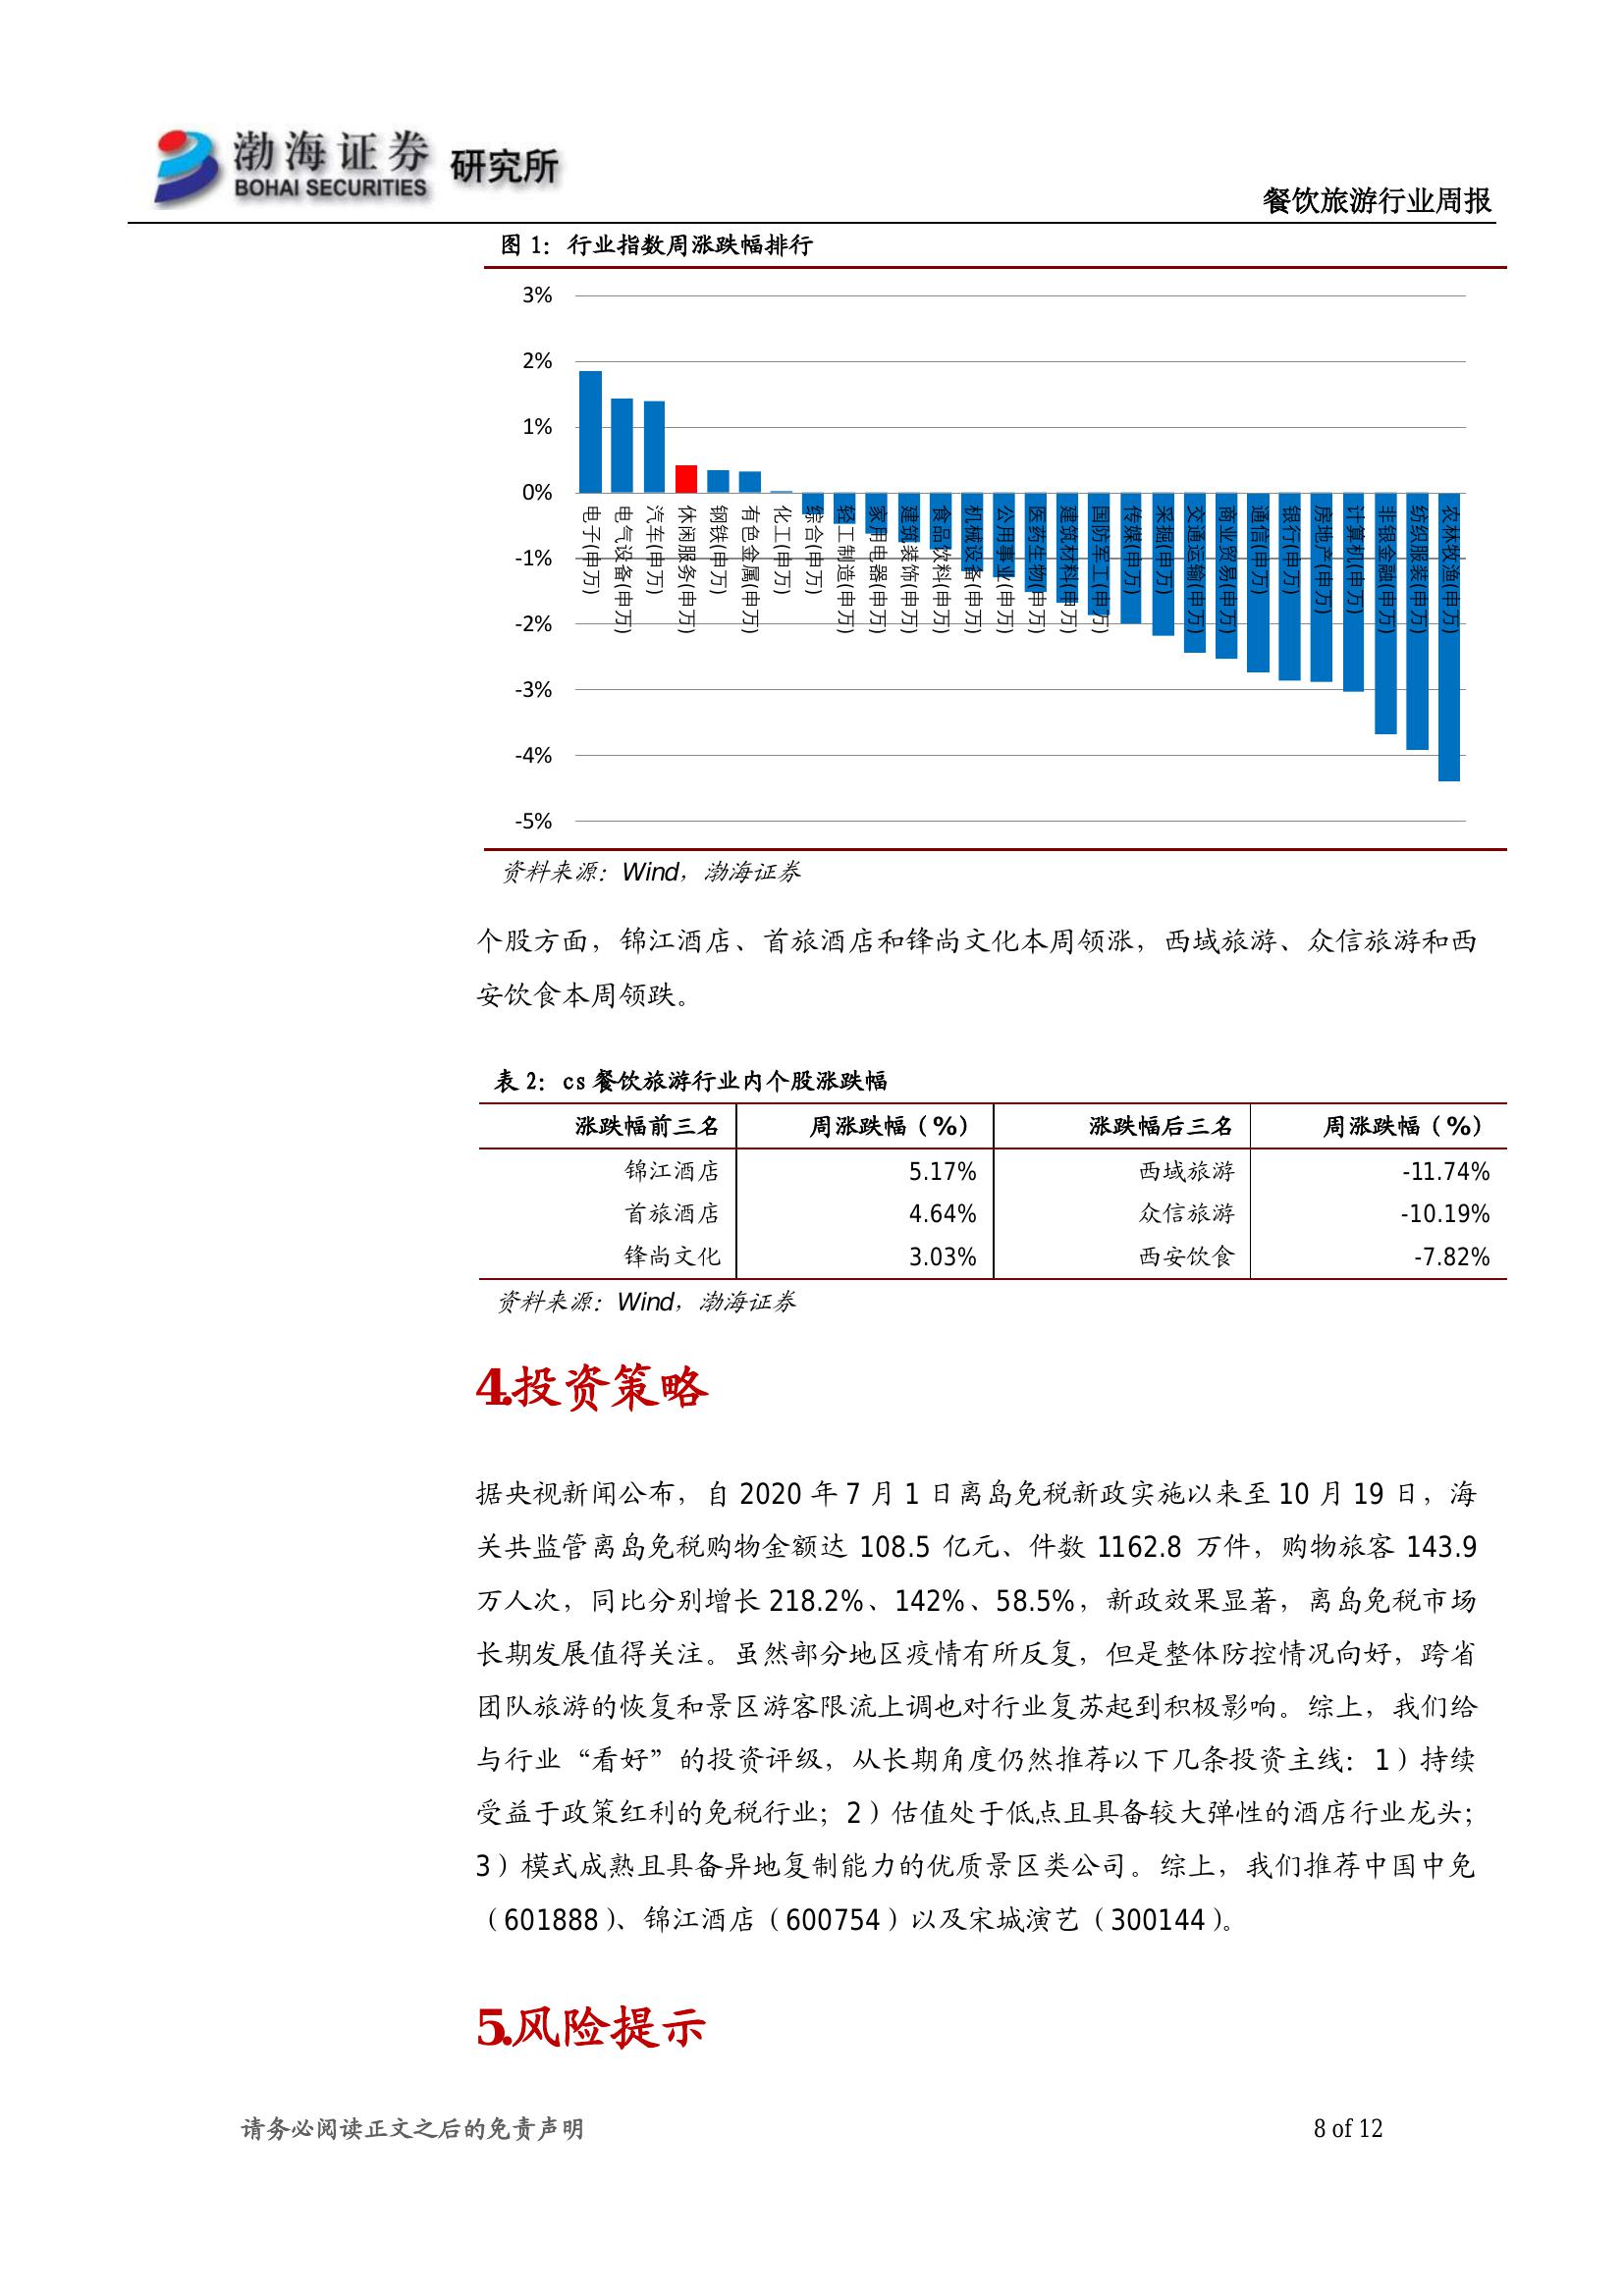 渤海证券 研究所
BOHAI SECURITIES
餐饮旅游行业周报
图 1：行业指数周涨跌幅排行
3%
2%
1%
0%
-1%
-2%
-3%
-4%
-5%
电子(申万)
电气设备(申万)
汽车(申万)
休闲服务(申万)
钢铁(申万)
有色金属(申万)
化工(申万)
综合(申万)
轻工制造(申万)
家用电器(申万)
建筑装饰(申万)
食品饮料(申万)
机械设备(申万)
公用事业(申万)
医药生物(申万)
建筑材料(申万)
国防军工(申万)
传媒(申万)
采掘(申万)
交通运输(申万)
商业贸易(申万)
通信(申万)
银行(申万)
房地产(申万)
计算机(申万)
非银金融(申万)
纺织服装(申万)
农林牧渔(申万)
资料来源：Wind，渤海证券
个股方面，锦江酒店、首旅酒店和锋尚文化本周领涨，西域旅游、众信旅游和西
安饮食本周领跌。
表 2：cs 餐饮旅游行业内个股涨跌幅
涨跌幅前三名 周涨跌幅（%） 涨跌幅后三名 周涨跌幅（%）
锦江酒店 5.17% 西域旅游 -11.74%
首旅酒店 4.64% 众信旅游 -10.19%
锋尚文化 3.03% 西安饮食 -7.82%
资料来源：Wind，渤海证券
4.投资策略
据央视新闻公布，自 2020 年 7 月 1 日离岛免税新政实施以来至 10 月 19 日，海
关共监管离岛免税购物金额达 108.5 亿元、件数 1162.8 万件，购物旅客 143.9
万人次，同比分别增长 218.2%、142%、58.5%，新政效果显著，离岛免税市场
长期发展值得关注。虽然部分地区疫情有所反复，但是整体防控情况向好，跨省
团队旅游的恢复和景区游客限流上调也对行业复苏起到积极影响。综上，我们给
与行业“看好”的投资评级，从长期角度仍然推荐以下几条投资主线：1）持续
受益于政策红利的免税行业；2）估值处于低点且具备较大弹性的酒店行业龙头；
3）模式成熟且具备异地复制能力的优质景区类公司。综上，我们推荐中国中免
（601888）、锦江酒店（600754）以及宋城演艺（300144）。
5.风险提示
请务必阅读正文之后的免责声明
8 of 12